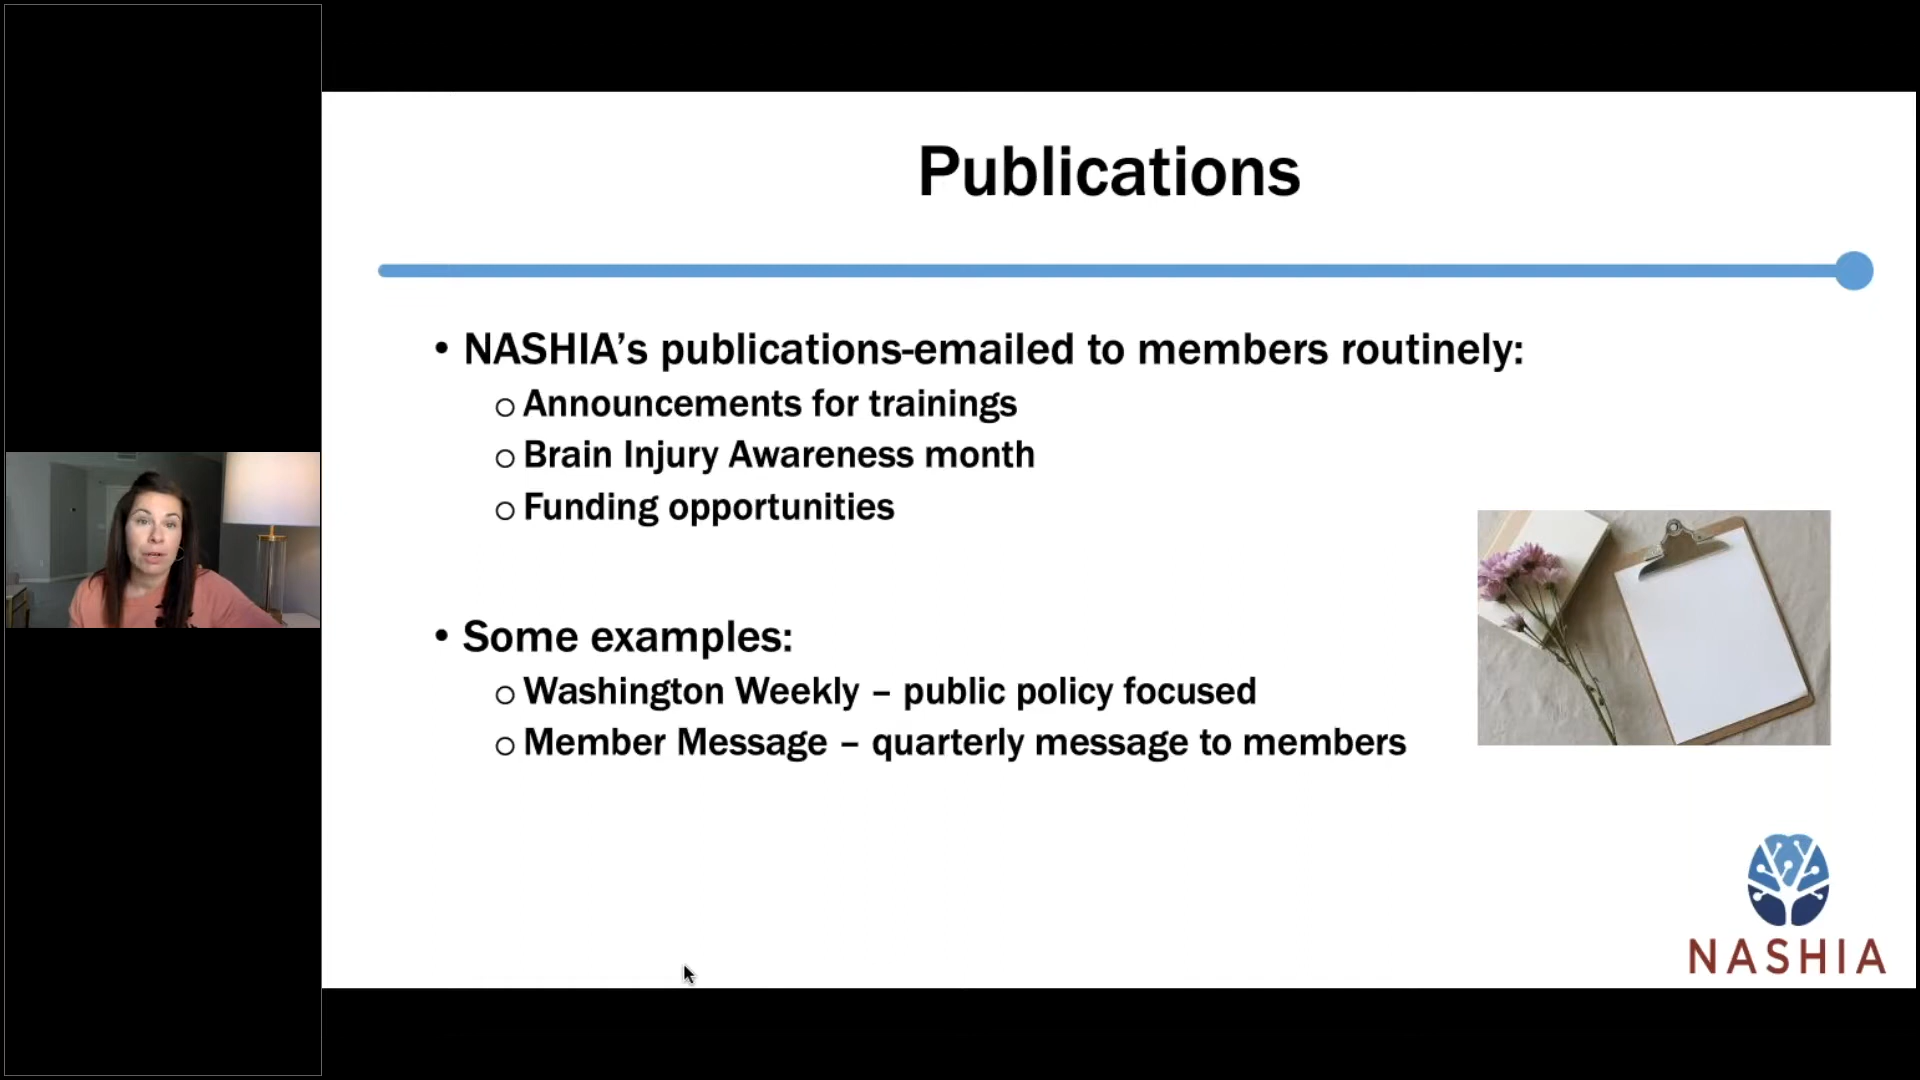 Publications
• NASHIA’s publications-emailed to members routinely:
o Announcements for trainings
o Brain Injury Awareness month
o Funding opportunities
• Some examples:
o Washington Weekly – public policy focused
o Member Message – quarterly message to members
NASHIA